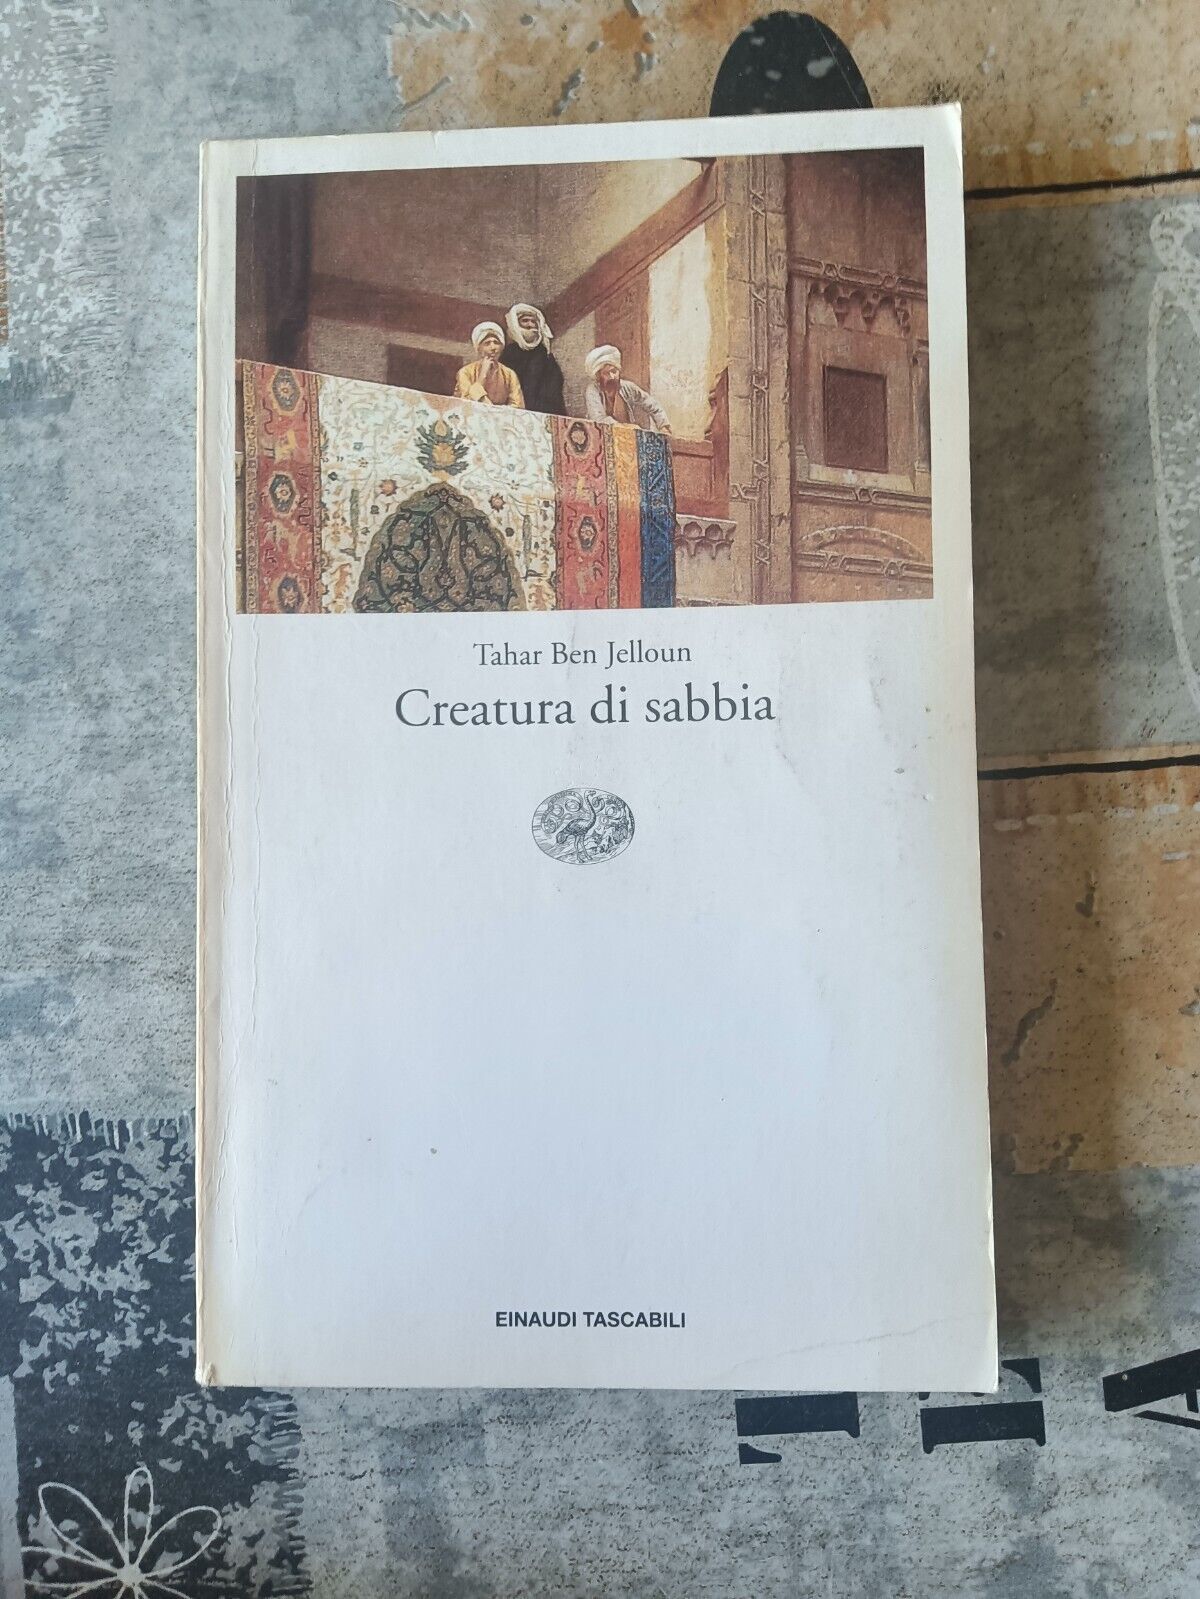 Tahar Ben Jelloun
Creatura di sabbia
EINAUDI TASCABILI